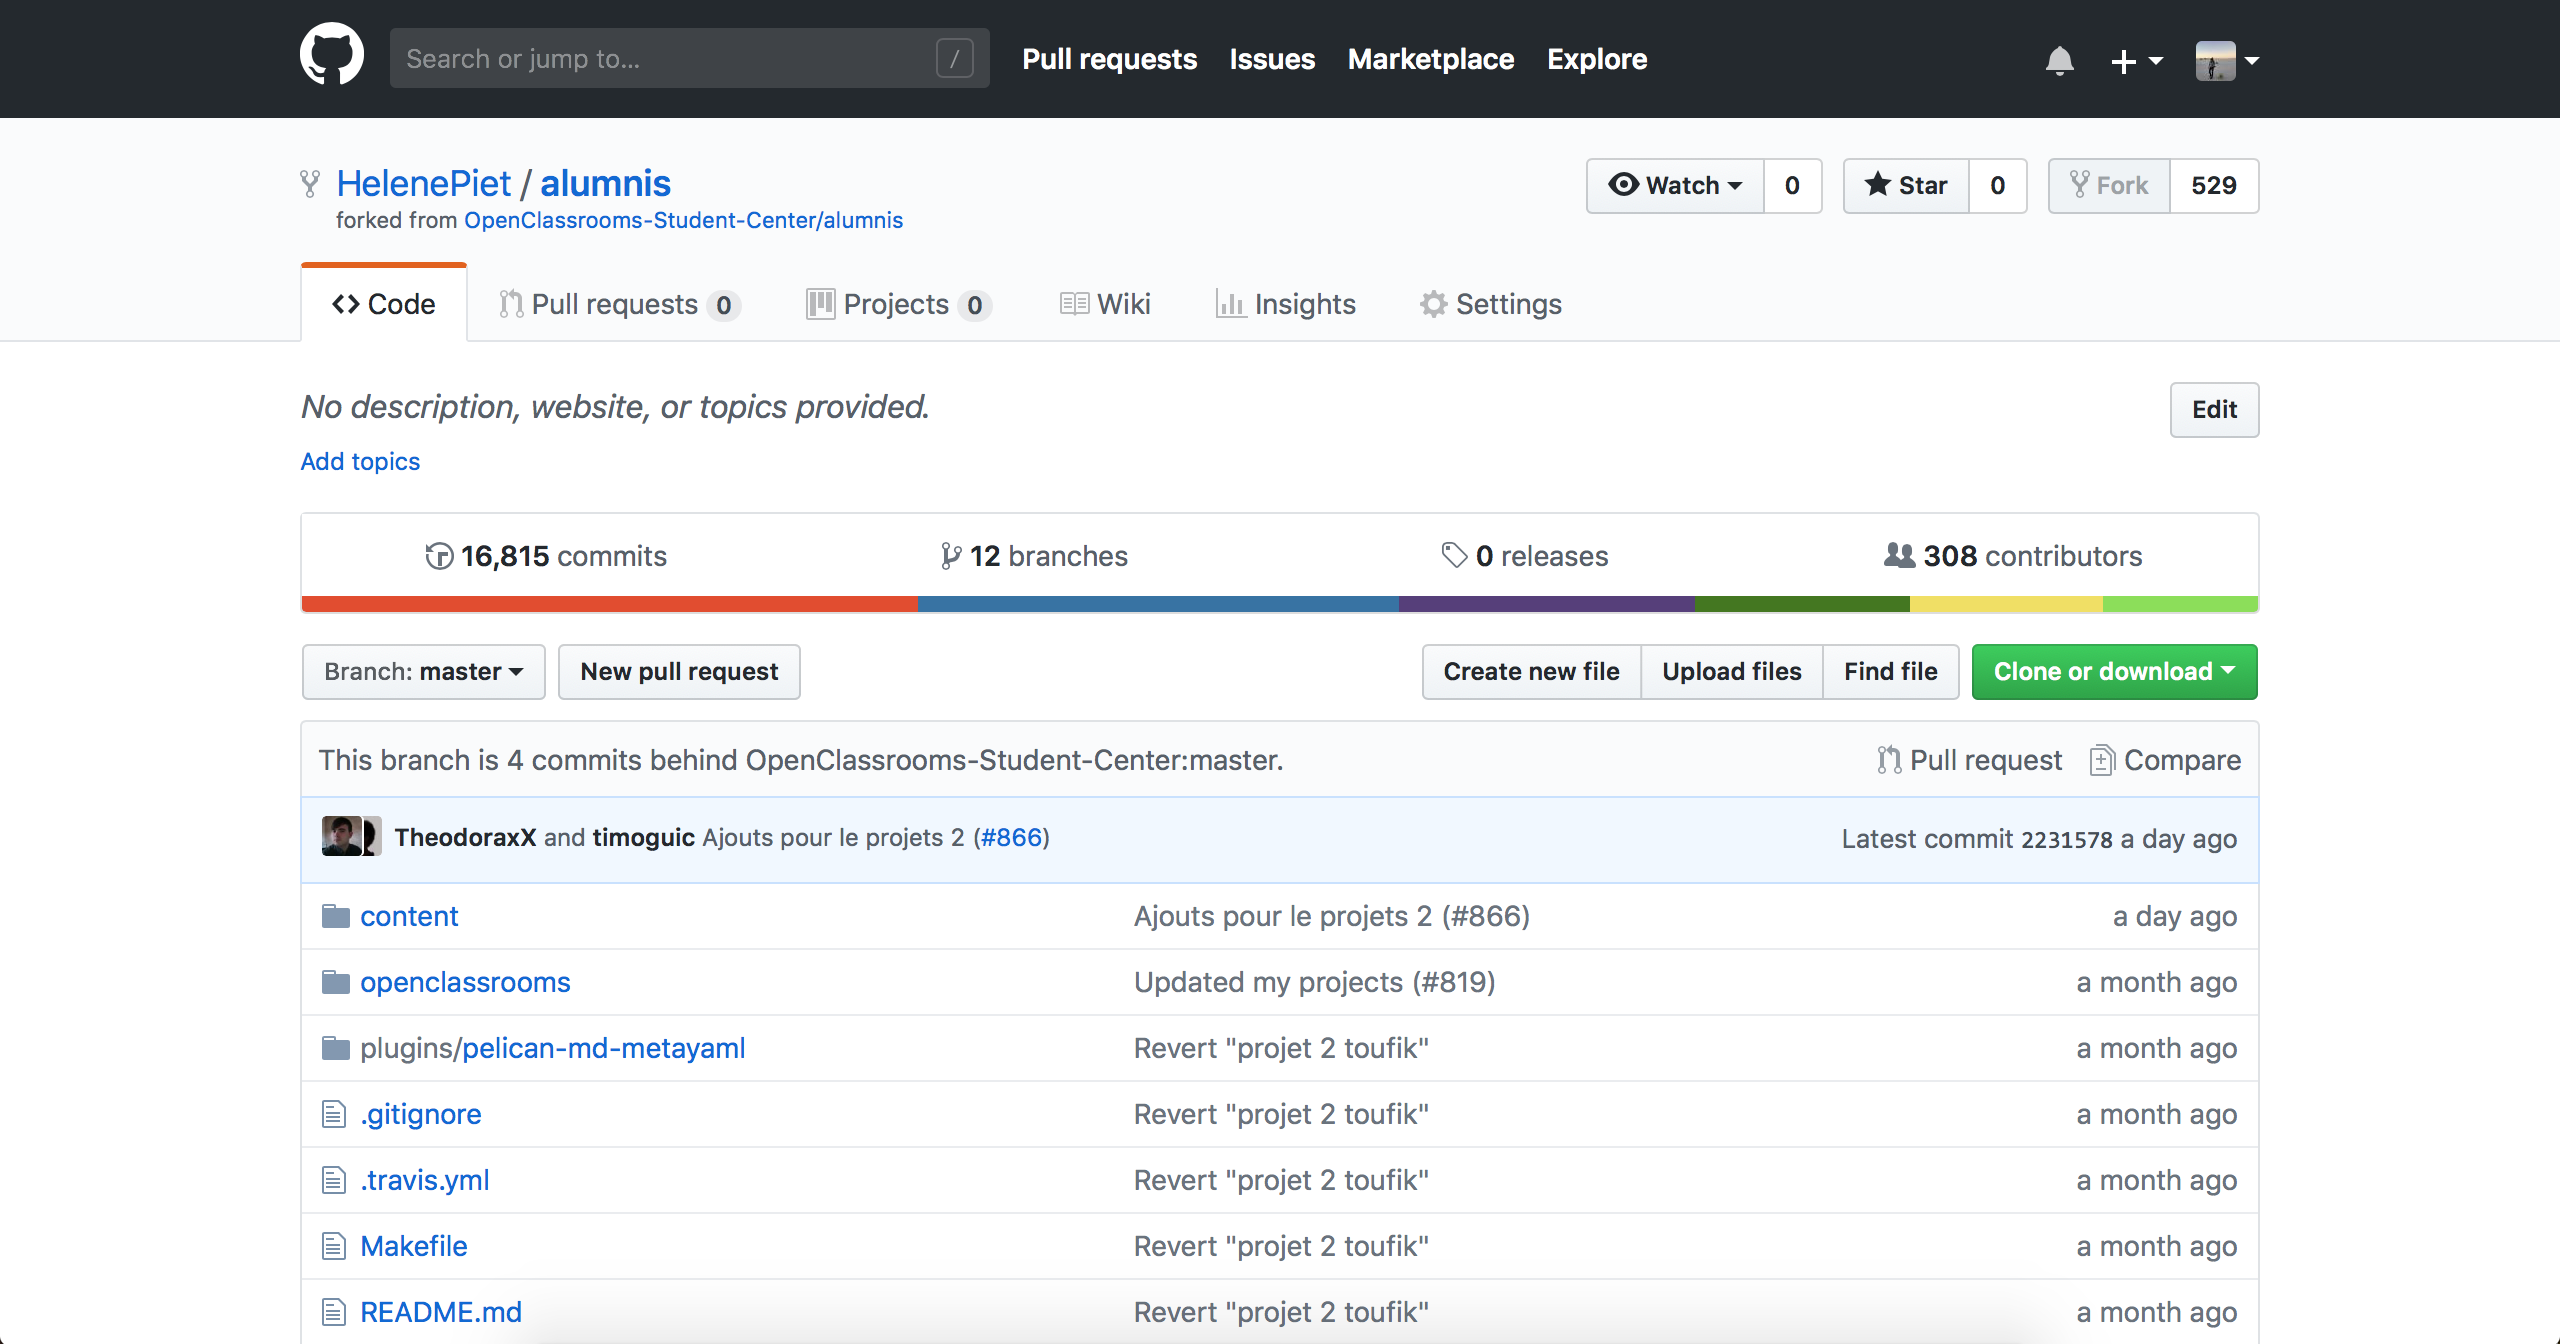 Search or jump to... / Pull requests Issues Marketplace Explore
HelenePiet / alumnis Watch 0 Star 0 Fork 529
forked from OpenClassrooms-Student-Center/alumnis
Code Pull requests 0 Projects 0 Wiki Insights Settings
No description, website, or topics provided. Edit
Add topics
16,815 commits 12 branches 0 releases 308 contributors
Branch: master New pull request Create new file Upload files Find file Clone or download
This branch is 4 commits behind OpenClassrooms-Student-Center:master. Pull request Compare
TheodoraxX and timoguic Ajouts pour le projets 2 (#866) Latest commit 2231578 a day ago
content Ajouts pour le projets 2 (#866) a day ago
openclassrooms Updated my projects (#819) a month ago
plugins/pelican-md-metayaml Revert "projet 2 toufik" a month ago
.gitignore Revert "projet 2 toufik" a month ago
.travis.yml Revert "projet 2 toufik" a month ago
Makefile Revert "projet 2 toufik" a month ago
README.md Revert "projet 2 toufik" a month ago